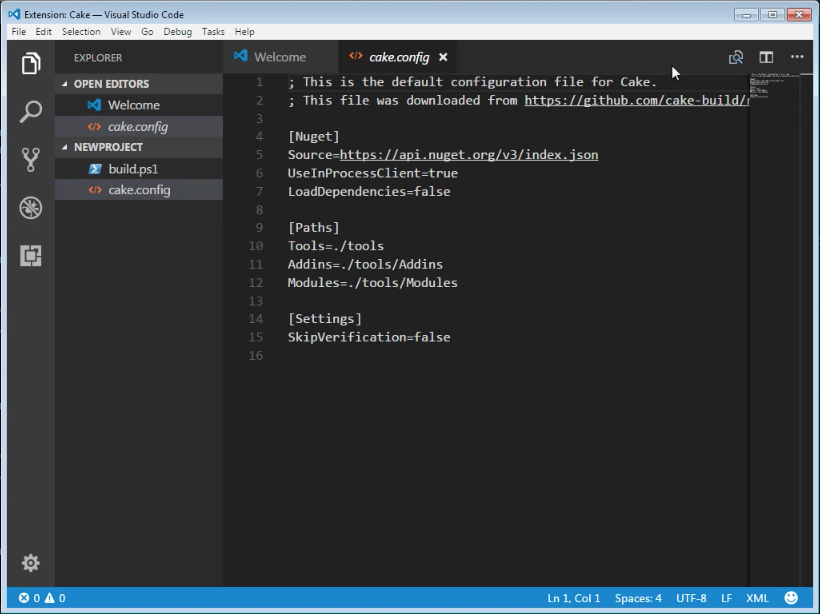 Extension: Cake — Visual Studio Code
File Edit Selection View Go Debug Tasks Help
EXPLORER
OPEN EDITORS
Welcome
cake.config
NEWPROJECT
build.ps1
cake.config
Welcome cake.config
1 ; This is the default configuration file for Cake.
2 ; This file was downloaded from https://github.com/cake-build/
3
4 [Nuget]
5 Source=https://api.nuget.org/v3/index.json
6 UseInProcessClient=true
7 LoadDependencies=false
8
9 [Paths]
10 Tools=./tools
11 Addins=./tools/Addins
12 Modules=./tools/Modules
13
14 [Settings]
15 SkipVerification=false
16
0 0 Ln 1, Col 1 Spaces: 4 UTF-8 LF XML